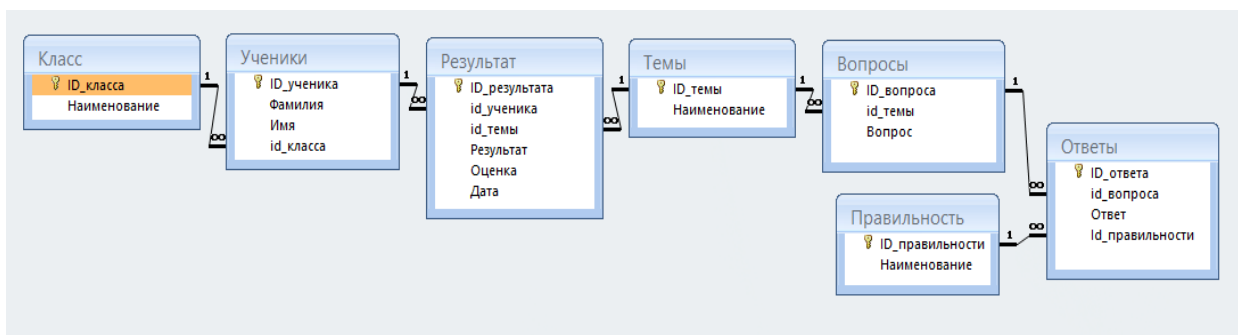 Класс
ID_класса
Наименование
1
∞
Ученики
ID_ученика
Фамилия
Имя
id_класса
1
∞
Результат
ID_результата
id_ученика
id_темы
Результат
Оценка
Дата
1
∞
Темы
ID_темы
Наименование
1
∞
Вопросы
ID_вопроса
id_темы
Вопрос
1
∞
Правильность
ID_правильности
Наименование
1
∞
Ответы
ID_ответа
id_вопроса
Ответ
Id_правильности